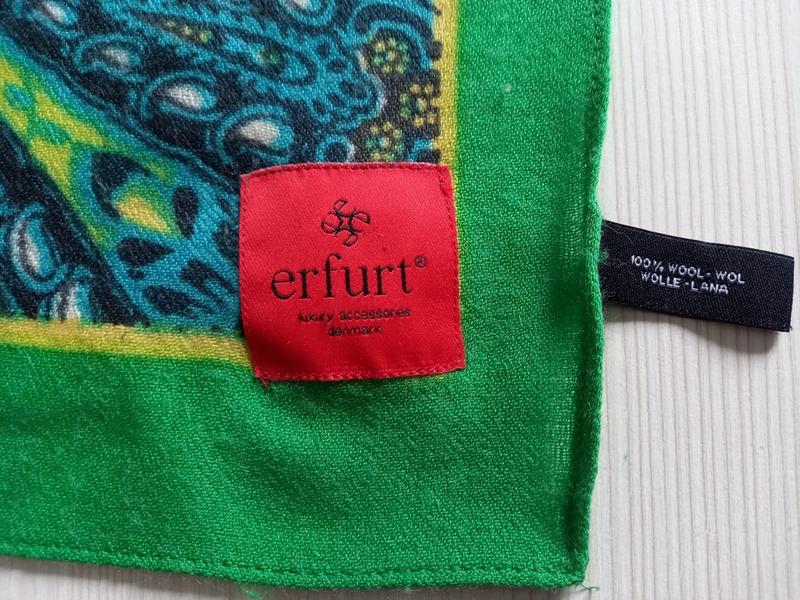 erfurt®
luxury accessories
denmark
100% WOOL-WOL
WOLLE-LANA